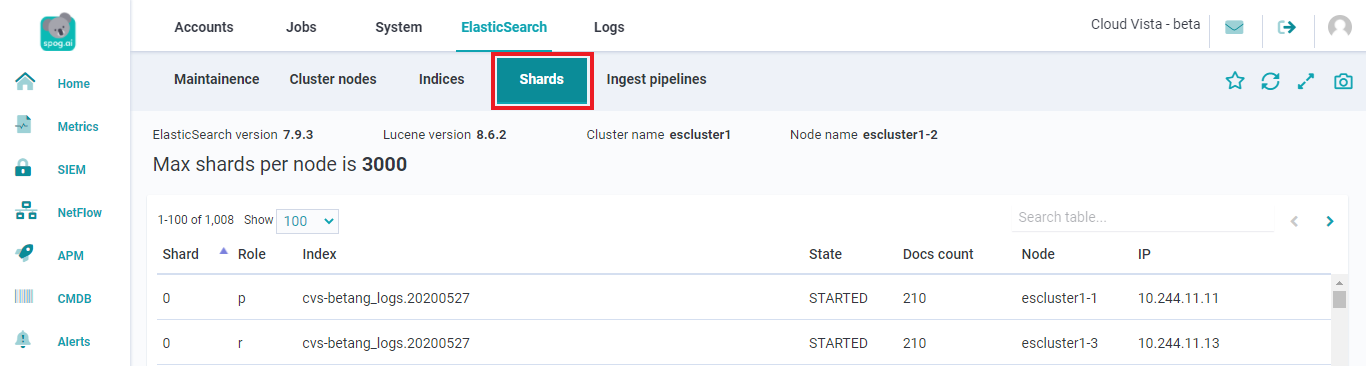 spog.ai
Accounts Jobs System ElasticSearch Logs Cloud Vista - beta
Home
Metrics
SIEM
NetFlow
APM
CMDB
Alerts
Maintainence Cluster nodes Indices Shards Ingest pipelines
ElasticSearch version 7.9.3 Lucene version 8.6.2 Cluster name escluster1 Node name escluster1-2
Max shards per node is 3000
1-100 of 1,008 Show 100 Search table...
Shard Role Index State Docs count Node IP
0 p cvs-betang_logs.20200527 STARTED 210 escluster1-1 10.244.11.11
0 r cvs-betang_logs.20200527 STARTED 210 escluster1-3 10.244.11.13